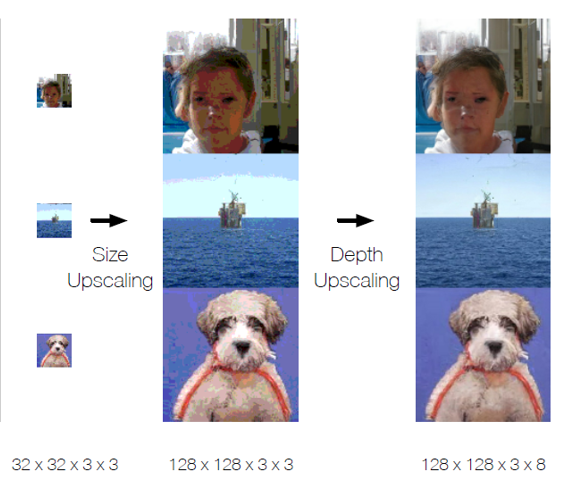 Size
Upscaling
Depth
Upscaling
32 x 32 x 3 x 3
128 x 128 x 3 x 3
128 x 128 x 3 x 8